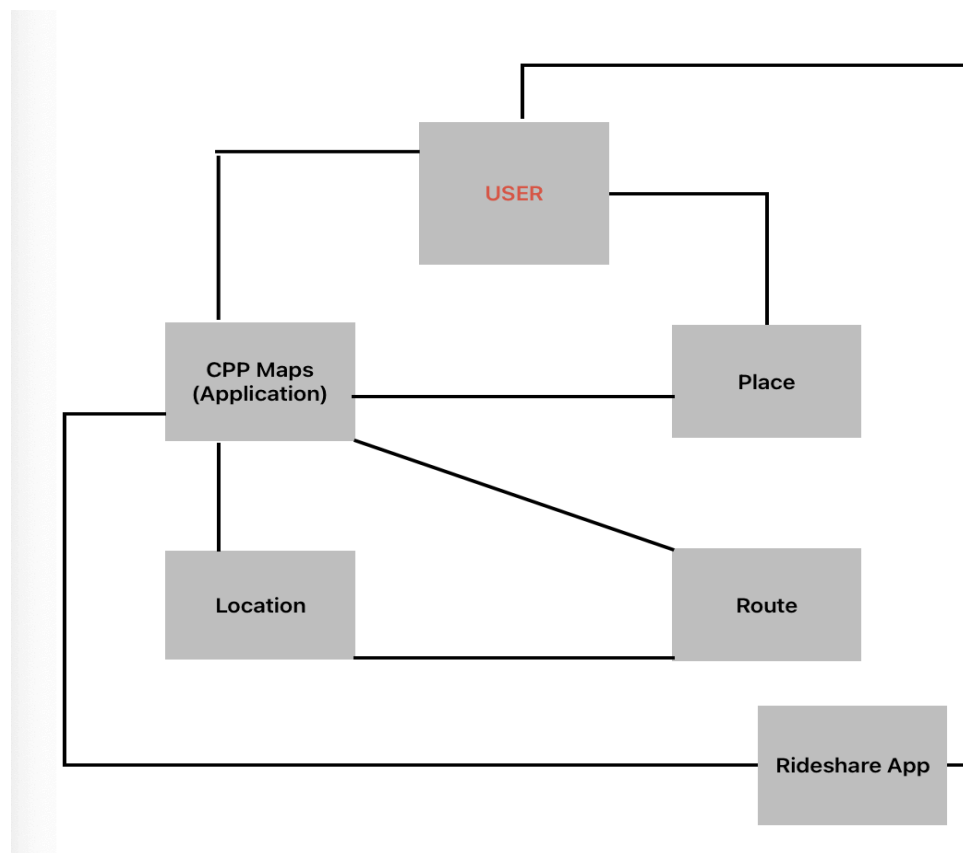 USER
CPP Maps
(Application)
Place
Location
Route
Rideshare App